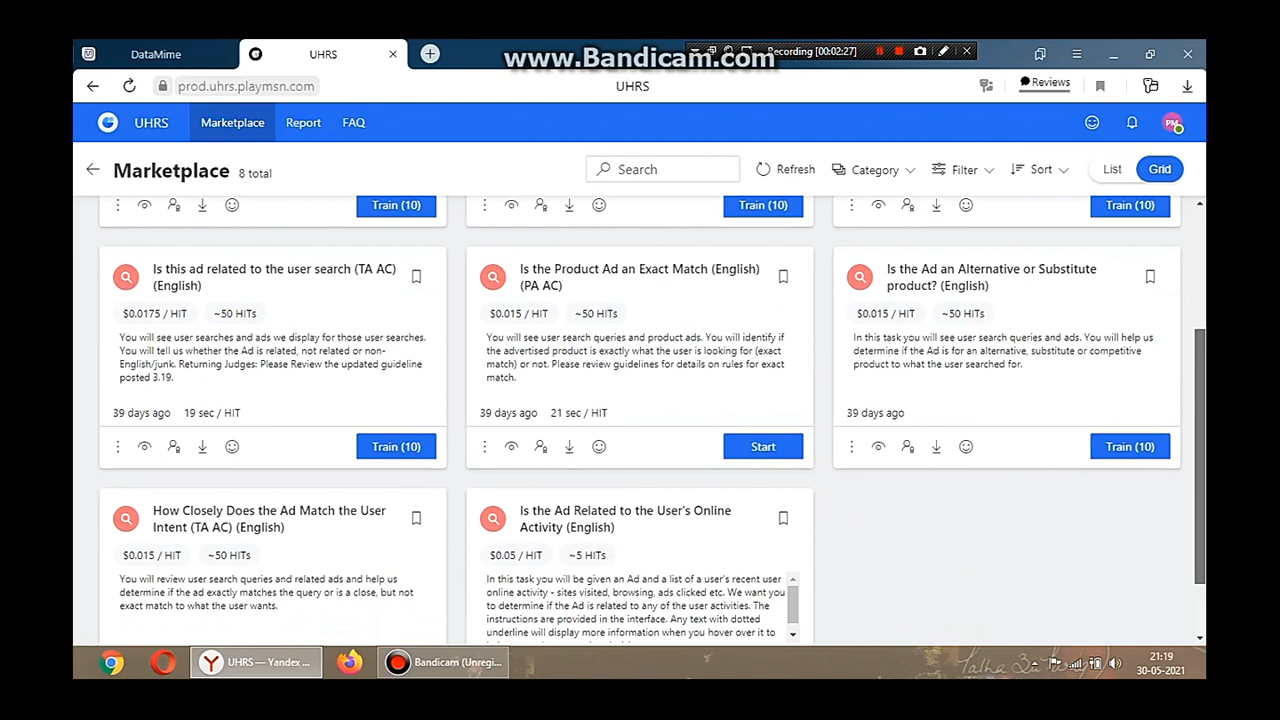 DataMime
UHRS
www.Bandicam.com
Recording [00:02:27]
prod.uhrs.playmsn.com
UHRS
Reviews
UHRS
Marketplace
Report
FAQ
PM
Marketplace 8 total
Search
Refresh
Category
Filter
Sort
List
Grid
Train (10)
Train (10)
Train (10)
Is this ad related to the user search (TA AC)
(English)
$0.0175 / HIT ~50 HITs
You will see user searches and ads we display for those user searches.
You will tell us whether the Ad is related, not related or non-
English/junk. Returning Judges: Please Review the updated guideline
posted 3.19.
39 days ago 19 sec / HIT
Train (10)
Is the Product Ad an Exact Match (English)
(PA AC)
$0.015 / HIT ~50 HITs
You will see user search queries and product ads. You will identify if
the advertised product is exactly what the user is looking for (exact
match) or not. Please review guidelines for details on rules for exact
match.
39 days ago 21 sec / HIT
Start
Is the Ad an Alternative or Substitute
product? (English)
$0.015 / HIT ~50 HITs
In this task you will see user search queries and ads. You will help us
determine if the Ad is for an alternative, substitute or competitive
product to what the user searched for.
39 days ago
Train (10)
How Closely Does the Ad Match the User
Intent (TA AC) (English)
$0.015 / HIT ~50 HITs
You will review user search queries and related ads and help us
determine if the ad exactly matches the query or is a close, but not
exact match to what the user wants.
Is the Ad Related to the User's Online
Activity (English)
$0.05 / HIT ~5 HITs
In this task you will be given an Ad and a list of a user's recent user
online activity - sites visited, browsing, ads clicked etc. We want you
to determine if the Ad is related to any of the user activities. The
instructions are provided in the interface. Any text with dotted
underline will display more information when you hover over it to
UHRS — Yandex ...
Bandicam (Unregi...
21:19
30-05-2021